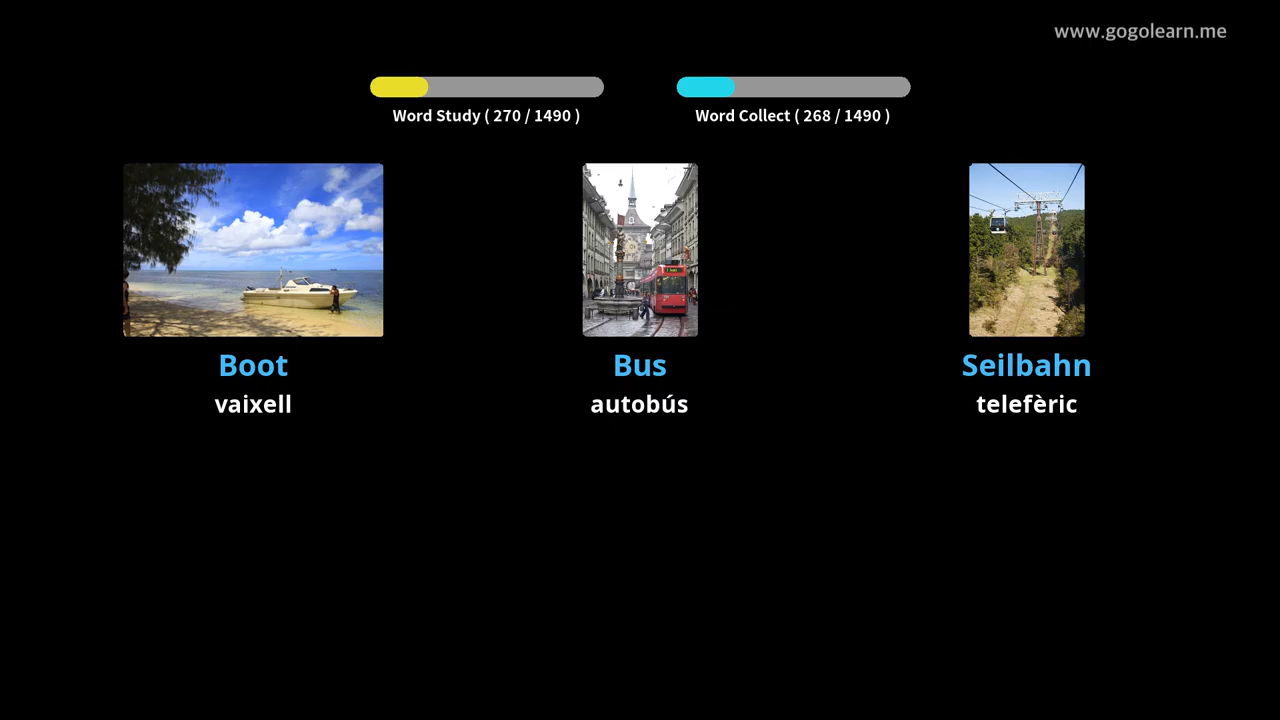 www.gogolearn.me
Word Study ( 270 / 1490 )
Word Collect ( 268 / 1490 )
Boot
vaixell
Bus
autobús
Seilbahn
telefèric